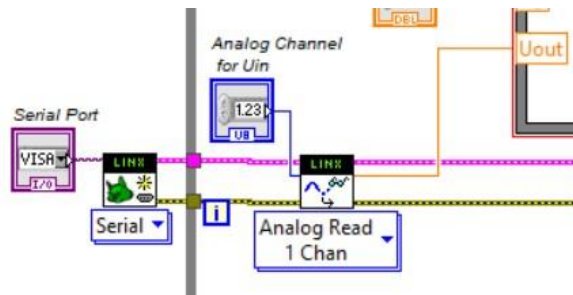 DBL
Analog Channel
for Uin
Uout
1.23
U8
Serial Port
VISA
I/O
LINX
LINX
Serial
i
Analog Read
1 Chan